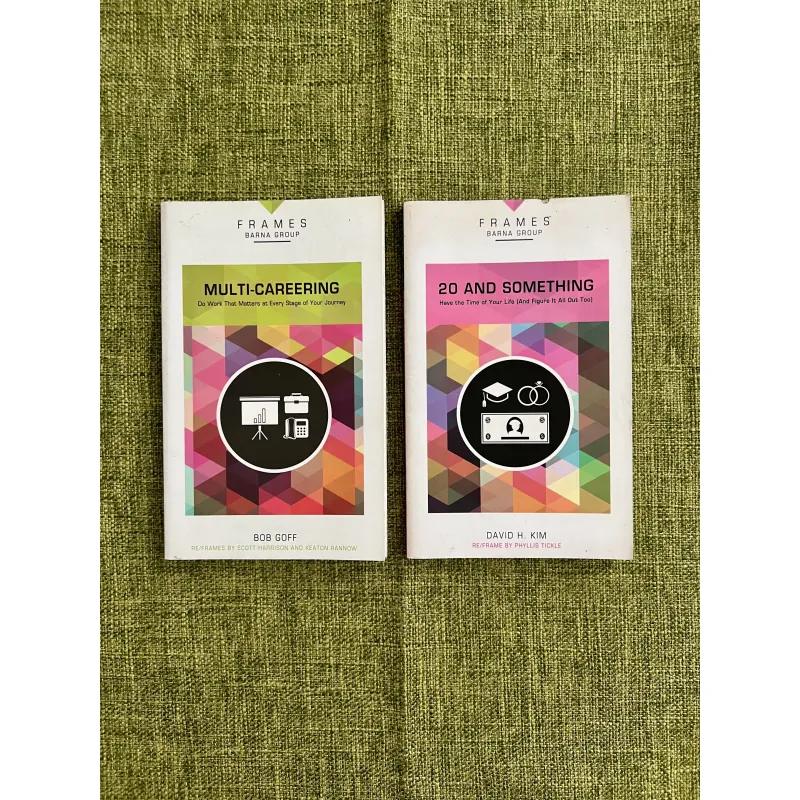 FRAMES
BARNA GROUP
MULTI-CAREERING
Do Work That Matters at Every Stage of Your Journey
BOB GOFF
RE/FRAMES BY SCOTT HARRISON AND KEATON RANNOW
FRAMES
BARNA GROUP
20 AND SOMETHING
Have the Time of Your Life (And Figure It All Out Too)
DAVID H. KIM
RE/FRAME BY PHYLLIS TICKLE